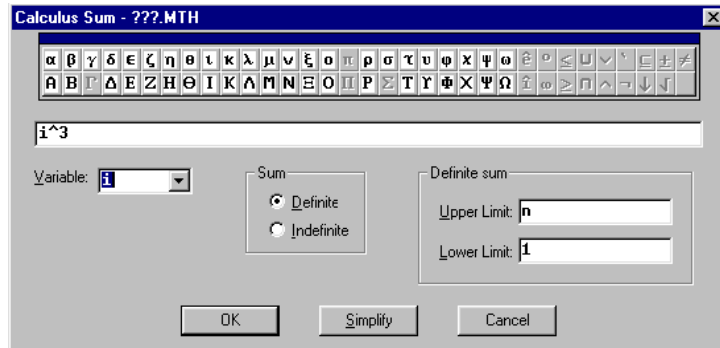 Calculus Sum - ???.MTH
α β γ δ ε ζ η θ ι κ λ μ ν ξ ο π ρ σ τ υ φ χ ψ ω ê ° ≤ ⊔ ∨ ` ⊑ ± ≠
Α Β Γ Δ Ε Ζ Η Θ Ι Κ Λ Μ Ν Ξ Ο Π Ρ Σ Τ Υ Φ Χ Ψ Ω î ∞ ≥ ⊓ ∧ ¬ ↓ √
i^3
Variable: i
Sum
Definite
Indefinite
Definite sum
Upper Limit: n
Lower Limit: 1
OK Simplify Cancel